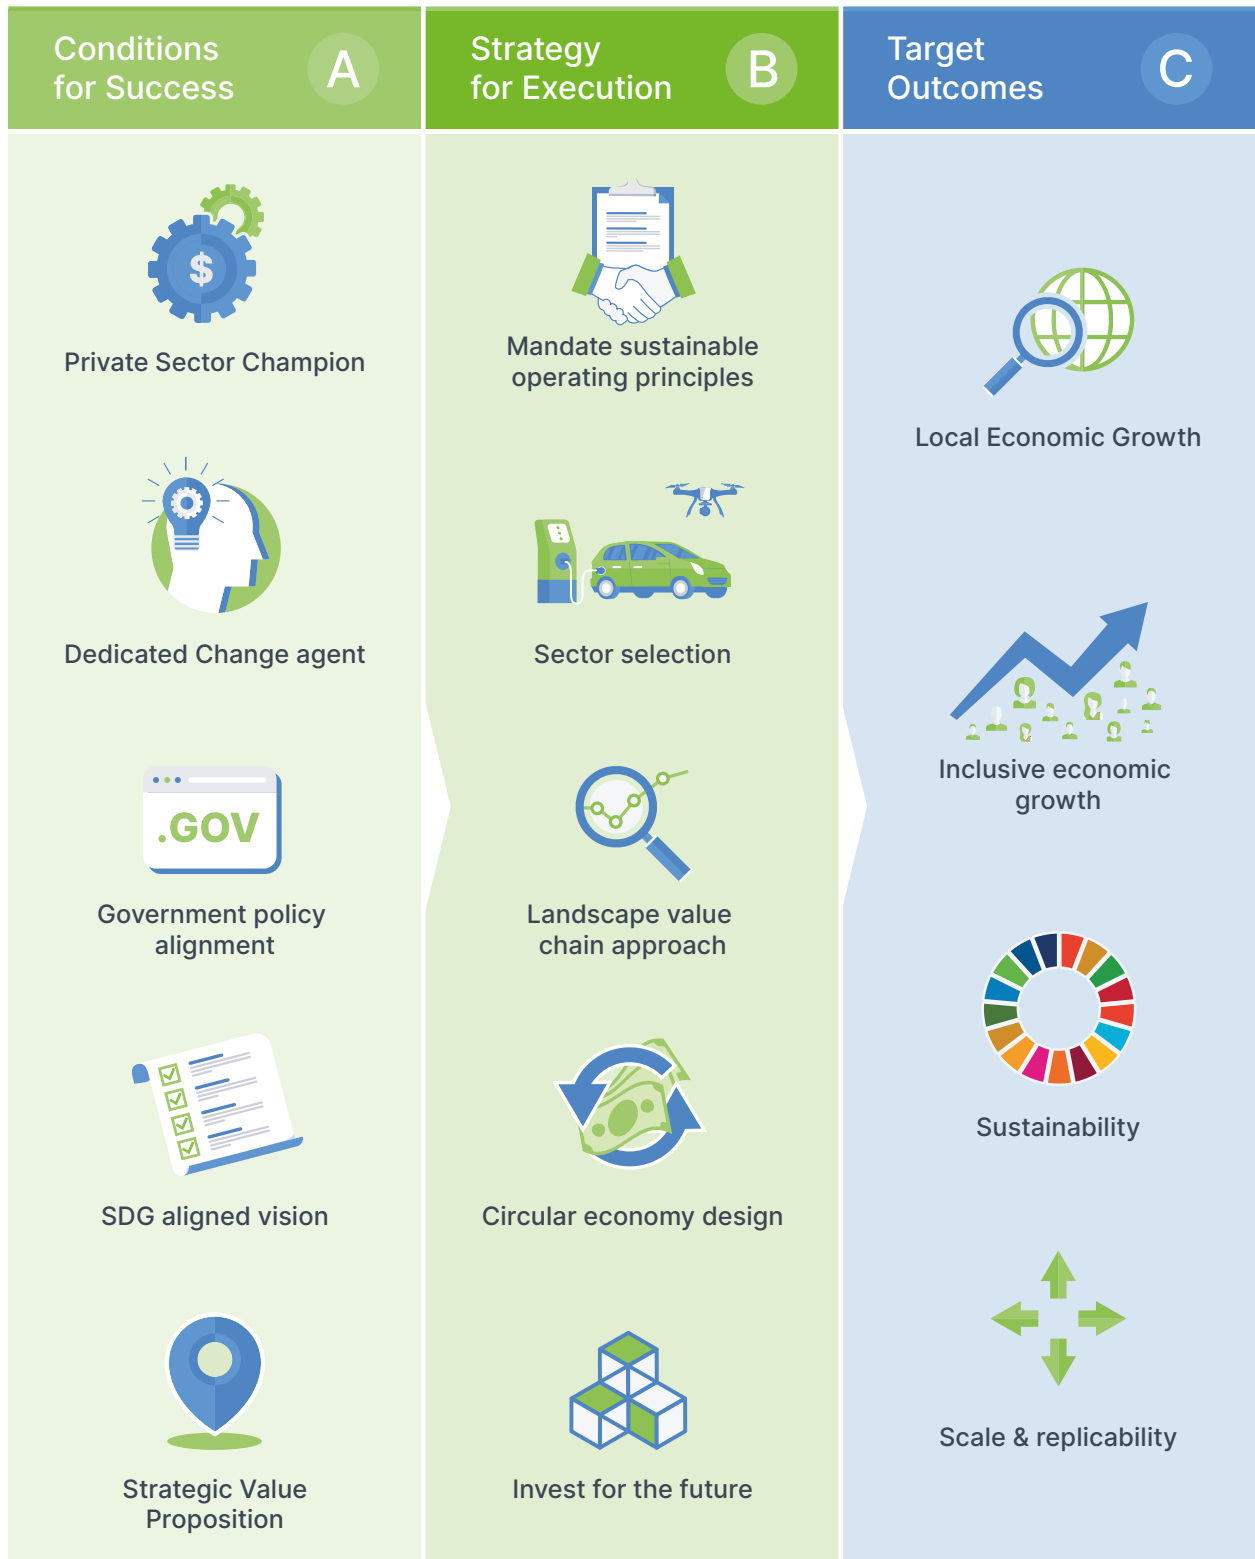 Conditions
for Success
A
Private Sector Champion
Dedicated Change agent
.GOV
Government policy
alignment
SDG aligned vision
Strategic Value
Proposition
Strategy
for Execution
B
Mandate sustainable
operating principles
Sector selection
Landscape value
chain approach
Circular economy design
Invest for the future
Target
Outcomes
C
Local Economic Growth
Inclusive economic
growth
Sustainability
Scale & replicability